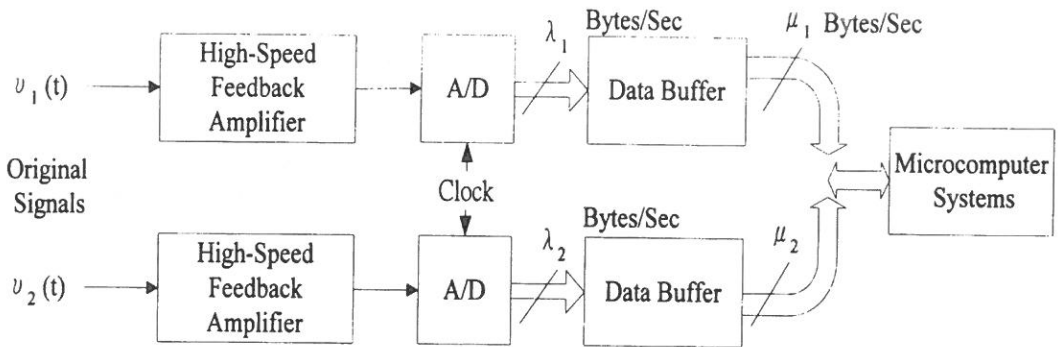 Bytes/Sec
μ₁ Bytes/Sec
λ₁
High-Speed
Feedback
Amplifier
υ₁(t)
A/D
Data Buffer
Original
Signals
Clock
Microcomputer
Systems
Bytes/Sec
λ₂
μ₂
High-Speed
Feedback
Amplifier
υ₂(t)
A/D
Data Buffer